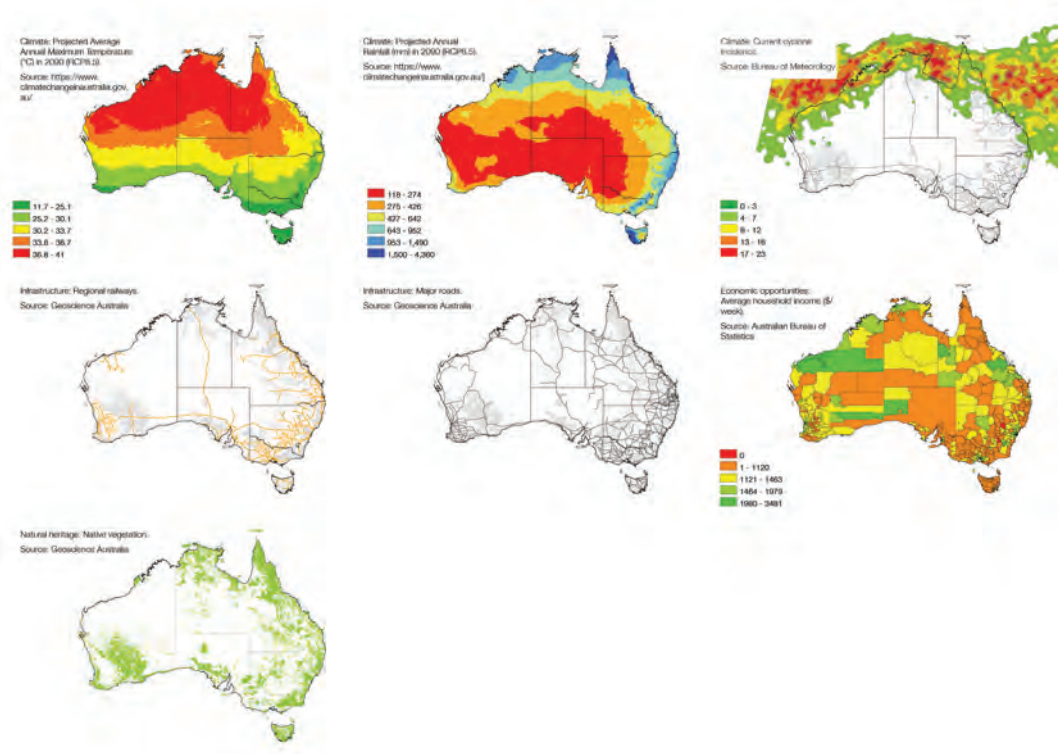 Climate: Projected Average
Annual Maximum Temperature
(°C) in 2090 (RCP8.5).
Source: https://www.
climatechangeinaustralia.gov.
au/
11.7 - 25.1
25.2 - 30.1
30.2 - 33.7
33.8 - 36.7
36.8 - 41
Climate: Projected Annual
Rainfall (mm) in 2090 (RCP8.5).
Source: https://www.
climatechangeinaustralia.gov.au/]
118 - 274
275 - 426
427 - 642
643 - 952
953 - 1,490
1,500 - 4,360
Climate: Current cyclone
Incidence.
Source: Bureau of Meteorology
0 - 3
4 - 7
8 - 12
13 - 16
17 - 23
Infrastructure: Regional railways.
Source: Geoscience Australia
Infrastructure: Major roads.
Source: Geoscience Australia
Economic opportunities:
Average household income ($/
week).
Source: Australian Bureau of
Statistics
0
1 - 1120
1121 - 1463
1464 - 1979
1980 - 3481
Natural heritage: Native vegetation.
Source: Geoscience Australia